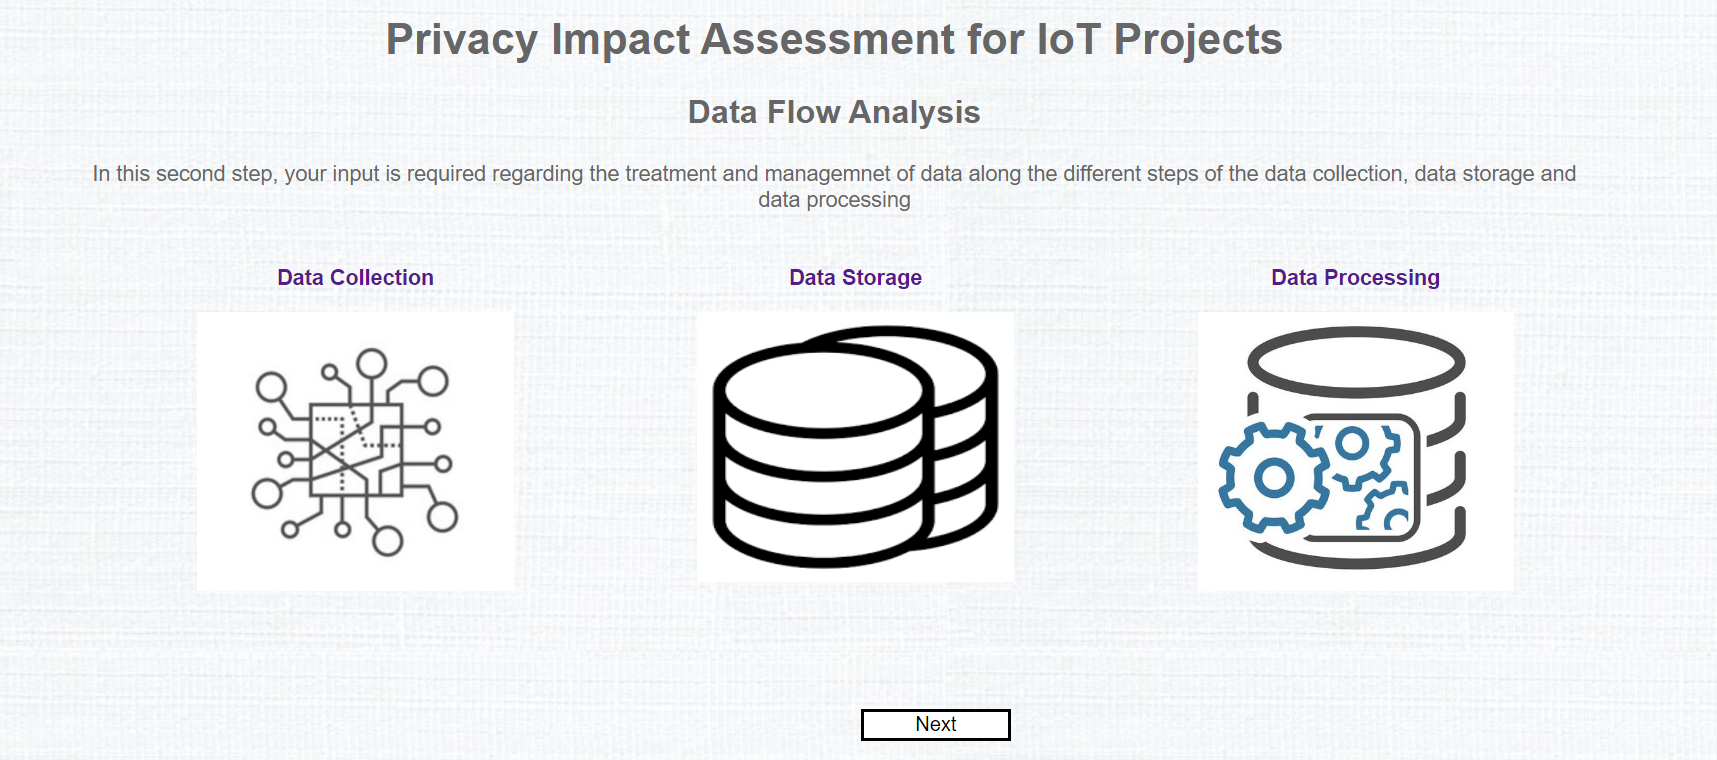 Privacy Impact Assessment for IoT Projects
Data Flow Analysis
In this second step, your input is required regarding the treatment and managemnet of data along the different steps of the data collection, data storage and
data processing
Data Collection
Data Storage
Data Processing
Next